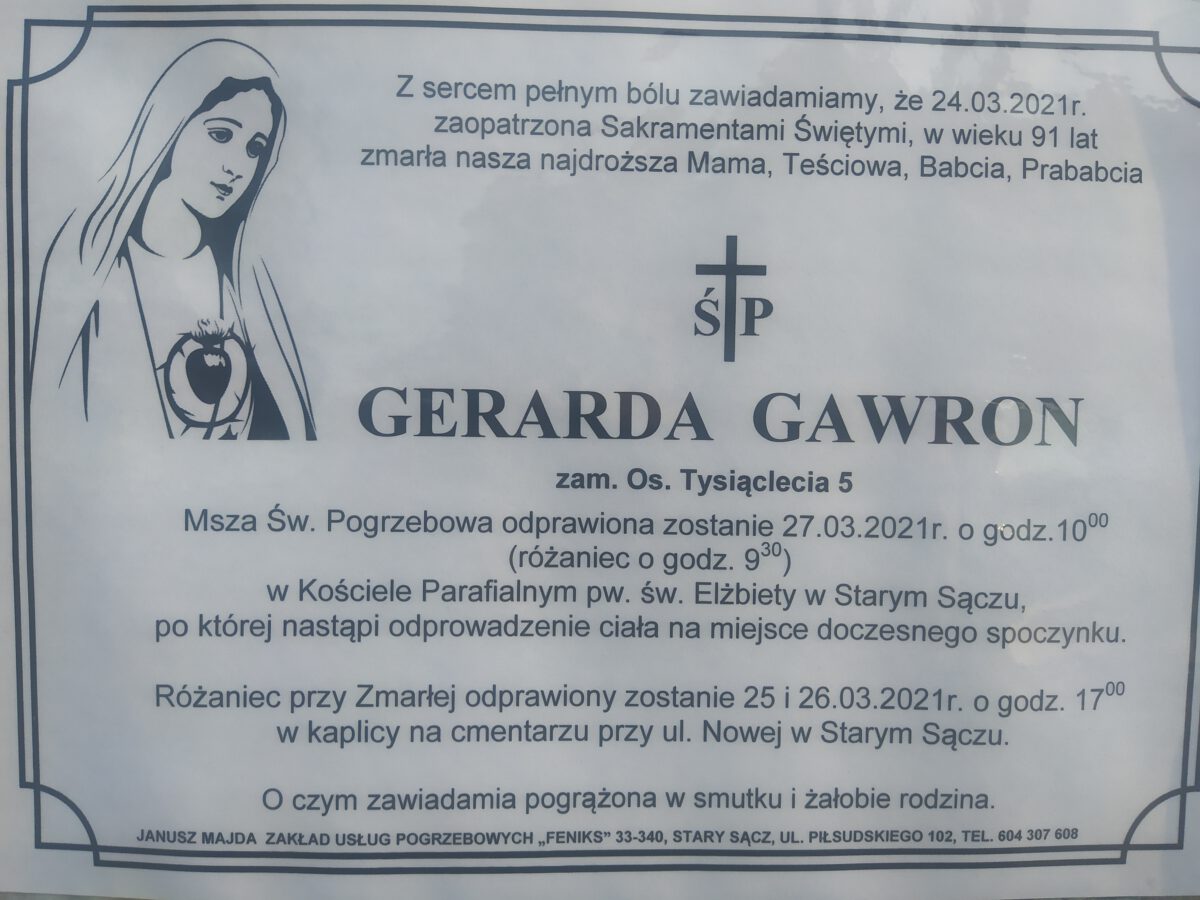 Z sercem pełnym bólu zawiadamiamy, że 24.03.2021r.
zaopatrzona Sakramentami Świętymi, w wieku 91 lat
zmarła nasza najdroższa Mama, Teściowa, Babcia, Prababcia
Ś P
GERARDA GAWRON
zam. Os. Tysiąclecia 5
Msza Św. Pogrzebowa odprawiona zostanie 27.03.2021r. o godz.10⁰⁰
(różaniec o godz. 9³⁰)
w Kościele Parafialnym pw. św. Elżbiety w Starym Sączu,
po której nastąpi odprowadzenie ciała na miejsce doczesnego spoczynku.
Różaniec przy Zmarłej odprawiony zostanie 25 i 26.03.2021r. o godz. 17⁰⁰
w kaplicy na cmentarzu przy ul. Nowej w Starym Sączu.
O czym zawiadamia pogrążona w smutku i żałobie rodzina.
JANUSZ MAJDA ZAKŁAD USŁUG POGRZEBOWYCH „FENIKS” 33-340, STARY SĄCZ, UL. PIŁSUDSKIEGO 102, TEL. 604 307 608